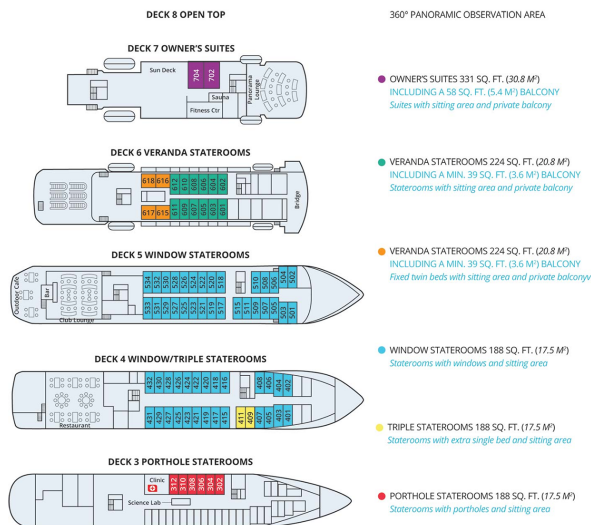 DECK 8 OPEN TOP
360° PANORAMIC OBSERVATION AREA
DECK 7 OWNER'S SUITES
Sun Deck
704 702
Sauna
Fitness Ctr
Panorama
Lounge
OWNER'S SUITES 331 SQ. FT. (30.8 M²)
INCLUDING A 58 SQ. FT. (5.4 M²) BALCONY
Suites with sitting area and private balcony
DECK 6 VERANDA STATEROOMS
618 616 612 610 608 606 604 602
617 615 611 609 607 605 603 601
Bridge
VERANDA STATEROOMS 224 SQ. FT. (20.8 M²)
INCLUDING A MIN. 39 SQ. FT. (3.6 M²) BALCONY
Staterooms with sitting area and private balcony
DECK 5 WINDOW STATEROOMS
Outdoor Cafe
Bar
Club Lounge
534 532 530 528 526 524 522 520 518 510 508 506 504 502
533 531 529 527 525 523 521 519 517 515 511 509 507 505 503 501
VERANDA STATEROOMS 224 SQ. FT. (20.8 M²)
INCLUDING A MIN. 39 SQ. FT. (3.6 M²) BALCONY
Fixed twin beds with sitting area and private balconyv
DECK 4 WINDOW/TRIPLE STATEROOMS
432 430 428 426 424 422 420 418 416 408 406 404 402
431 429 427 425 423 421 419 417 415 411 409 407 405 403 401
Restaurant
WINDOW STATEROOMS 188 SQ. FT. (17.5 M²)
Staterooms with windows and sitting area
TRIPLE STATEROOMS 188 SQ. FT. (17.5 M²)
Staterooms with extra single bed and sitting area
DECK 3 PORTHOLE STATEROOMS
Clinic
312 310 308 306 304 302
Science Lab
PORTHOLE STATEROOMS 188 SQ. FT. (17.5 M²)
Staterooms with portholes and sitting area